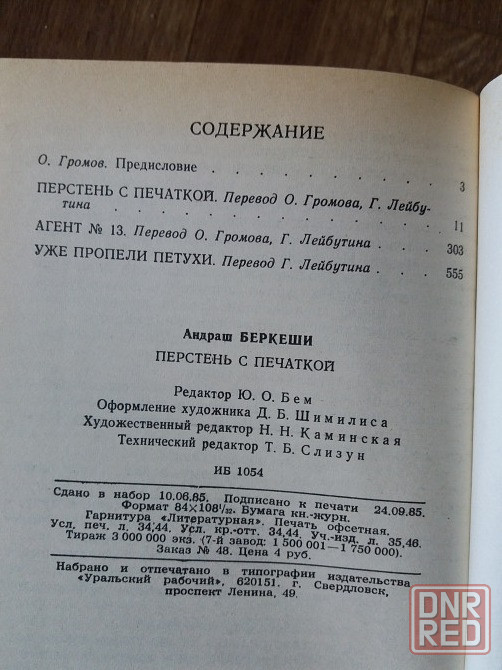 СОДЕРЖАНИЕ
О. Громов. Предисловие . . . . . . . . . . 3
ПЕРСТЕНЬ С ПЕЧАТКОЙ. Перевод О. Громова, Г. Лейбу-
тина . . . . . . . . . . . . . . 11
АГЕНТ № 13. Перевод О. Громова, Г. Лейбутина . . . . 303
УЖЕ ПРОПЕЛИ ПЕТУХИ. Перевод Г. Лейбутина . . . . 555
Андраш БЕРКЕШИ
ПЕРСТЕНЬ С ПЕЧАТКОЙ
Редактор Ю. О. Бем
Оформление художника Д. Б. Шимилиса
Художественный редактор Н. Н. Каминская
Технический редактор Т. Б. Слизун
ИБ 1054
Сдано в набор 10.06.85. Подписано к печати 24.09.85.
Формат 84×108¹/₃₂. Бумага кн.-журн.
Гарнитура «Литературная». Печать офсетная.
Усл. печ. л. 34,44. Усл. кр.-отт. 34,44. Уч.-изд. л. 35,46.
Тираж 3 000 000 экз. (7-й завод: 1 500 001—1 750 000).
Заказ № 48. Цена 4 руб.
Набрано и отпечатано в типографии издательства
«Уральский рабочий», 620151, г. Свердловск,
проспект Ленина, 49.
DNR
RED